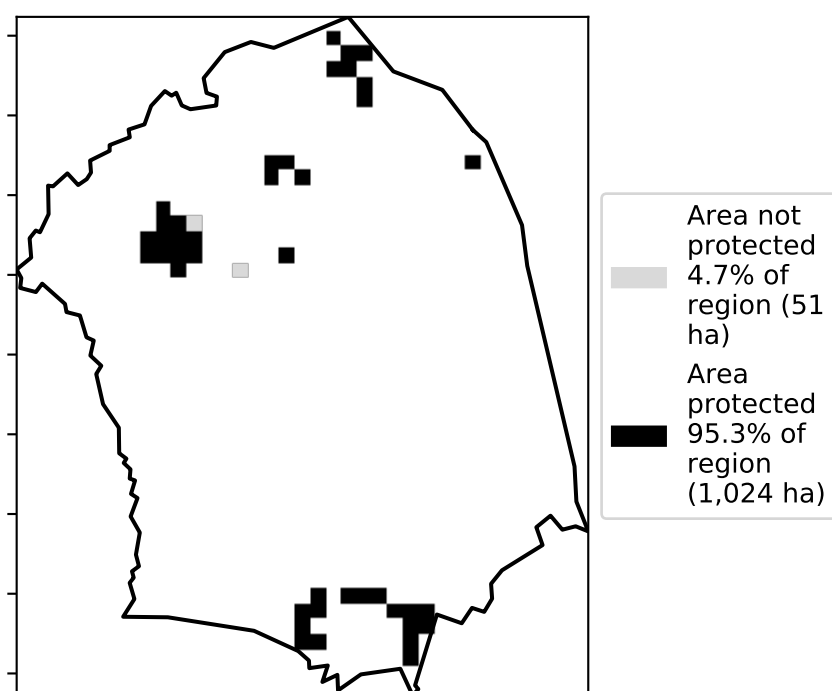 Area not
protected
4.7% of
region (51
ha)
Area
protected
95.3% of
region
(1,024 ha)